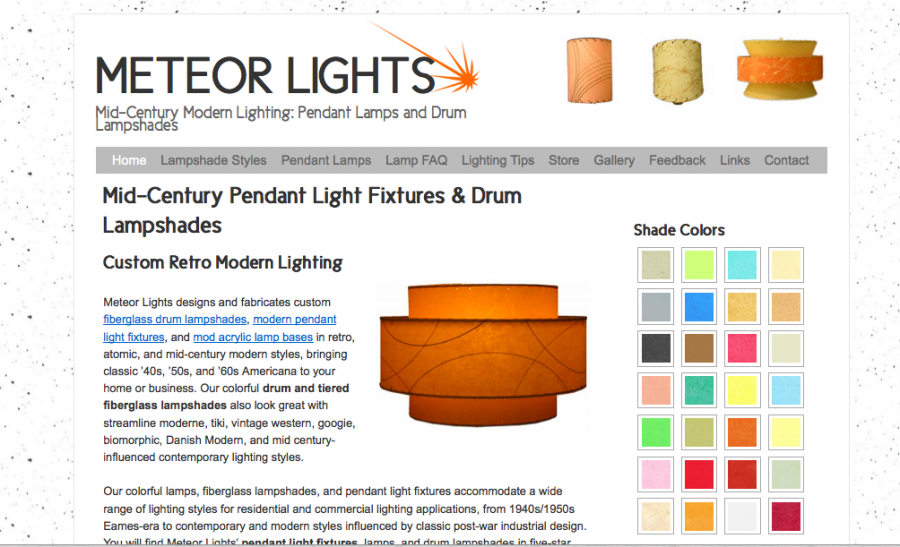 METEOR LIGHTS
Mid-Century Modern Lighting: Pendant Lamps and Drum
Lampshades
Home Lampshade Styles Pendant Lamps Lamp FAQ Lighting Tips Store Gallery Feedback Links Contact
Mid-Century Pendant Light Fixtures & Drum
Lampshades
Custom Retro Modern Lighting
Meteor Lights designs and fabricates custom
fiberglass drum lampshades, modern pendant
light fixtures, and mod acrylic lamp bases in retro,
atomic, and mid-century modern styles, bringing
classic '40s, '50s, and '60s Americana to your
home or business. Our colorful drum and tiered
fiberglass lampshades also look great with
streamline moderne, tiki, vintage western, googie,
biomorphic, Danish Modern, and mid century-
influenced contemporary lighting styles.
Our colorful lamps, fiberglass lampshades, and pendant light fixtures accommodate a wide
range of lighting styles for residential and commercial lighting applications, from 1940s/1950s
Eames-era to contemporary and modern styles influenced by classic post-war industrial design.
You will find Meteor Lights' pendant light fixtures, lamps, and drum lampshades in five-star
Shade Colors